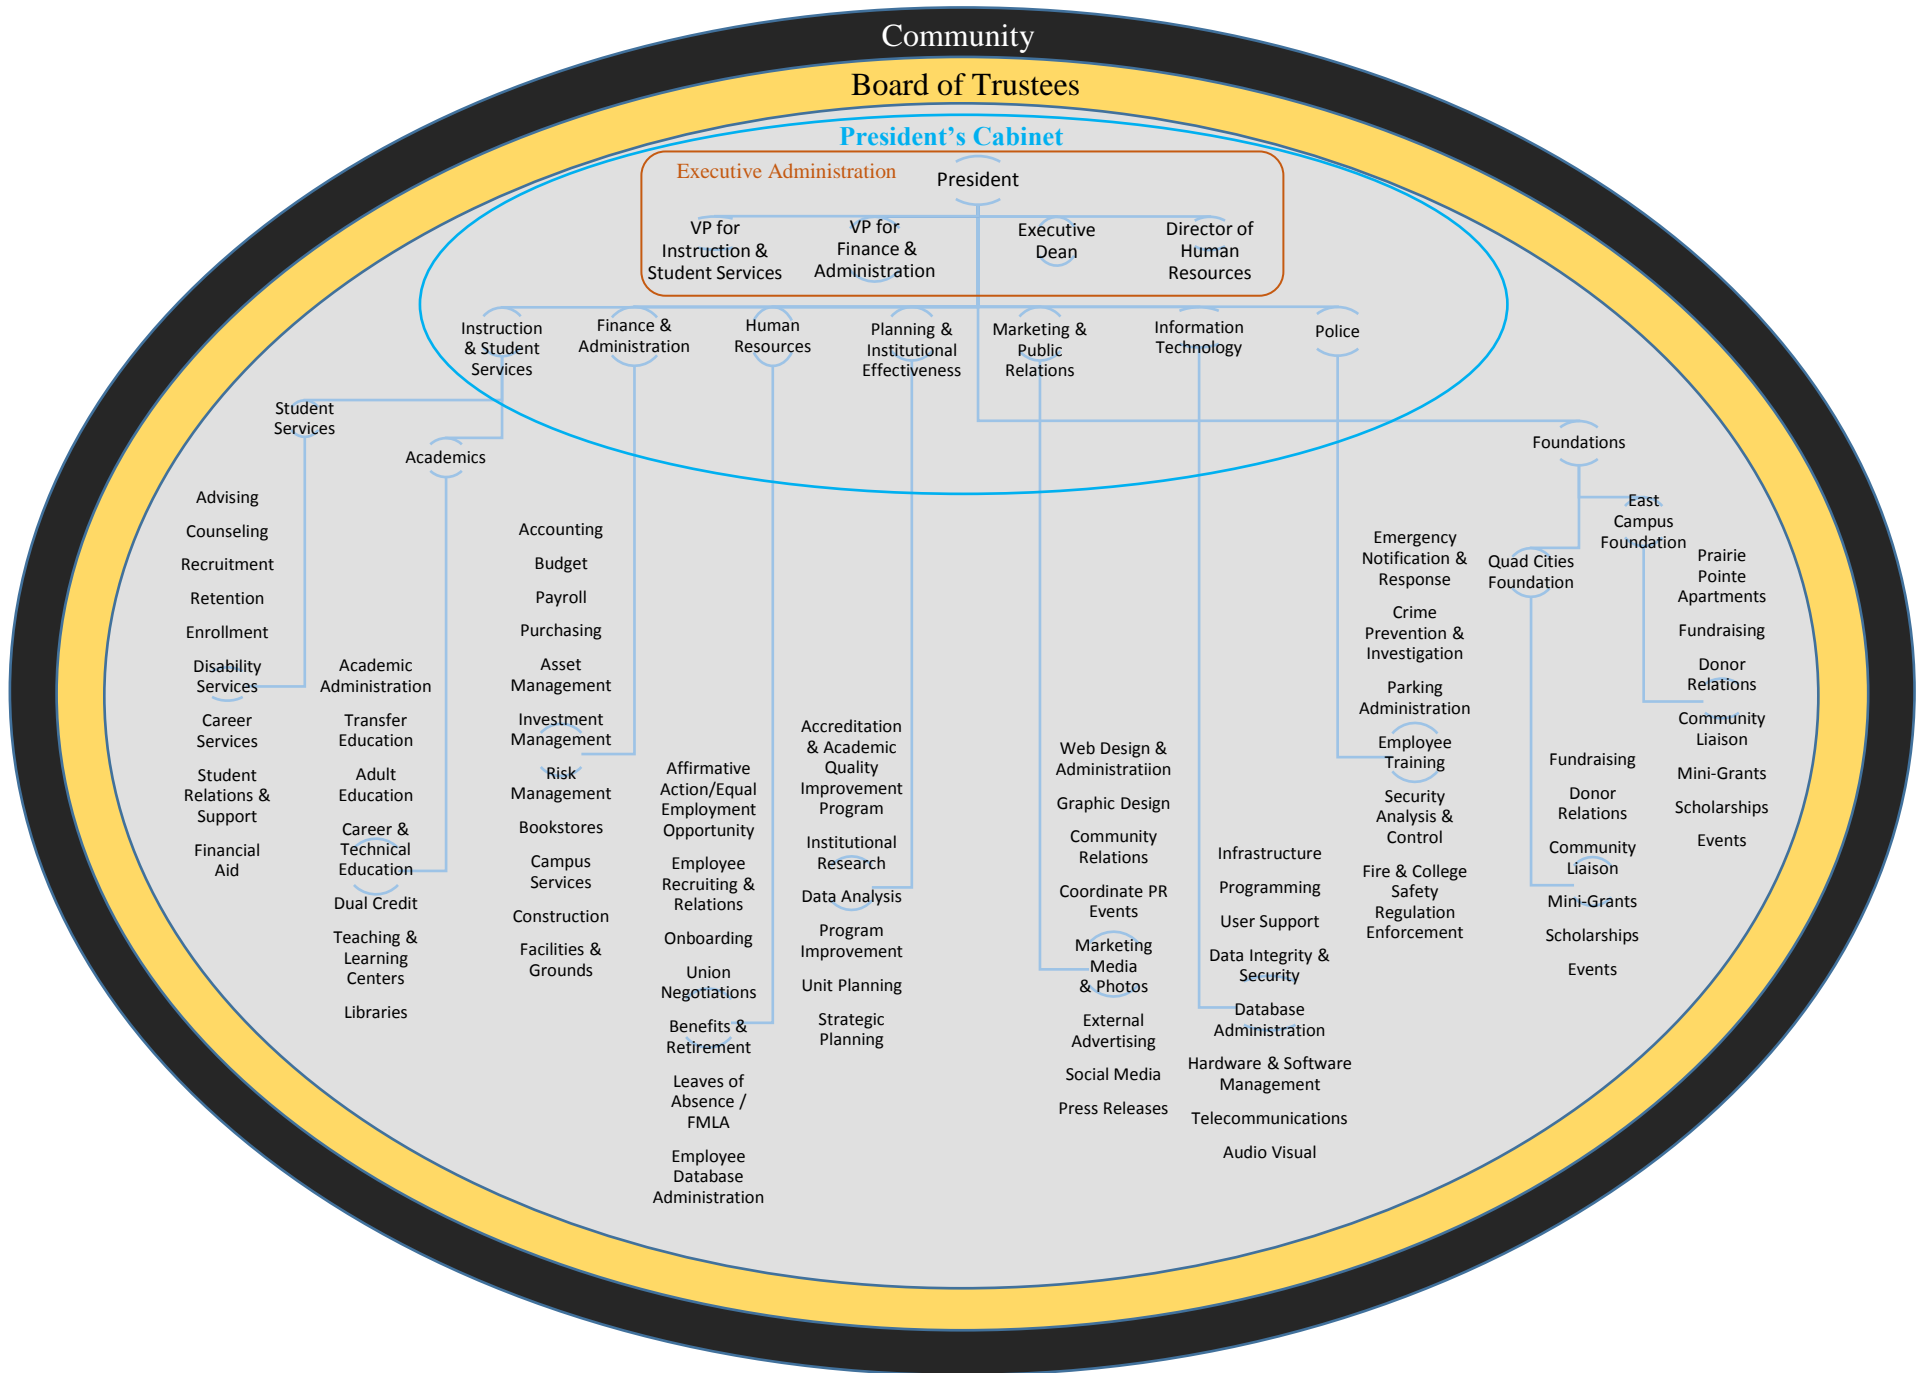 Community
Board of Trustees
President's Cabinet
Executive Administration
President
VP for
Instruction &
Student Services
VP for
Finance &
Administration
Executive
Dean
Director of
Human
Resources
Instruction
& Student
Services
Finance &
Administration
Human
Resources
Planning &
Institutional
Effectiveness
Marketing &
Public
Relations
Information
Technology
Police
Student
Services
Academics
Foundations
East
Campus
Foundation
Quad Cities
Foundation
Advising
Counseling
Recruitment
Retention
Enrollment
Disability
Services
Career
Services
Student
Relations &
Support
Financial
Aid
Academic
Administration
Transfer
Education
Adult
Education
Career &
Technical
Education
Dual Credit
Teaching &
Learning
Centers
Libraries
Accounting
Budget
Payroll
Purchasing
Asset
Management
Investment
Management
Risk
Management
Bookstores
Campus
Services
Construction
Facilities &
Grounds
Affirmative
Action/Equal
Employment
Opportunity
Employee
Recruiting &
Relations
Onboarding
Union
Negotiations
Benefits &
Retirement
Leaves of
Absence /
FMLA
Employee
Database
Administration
Accreditation
& Academic
Quality
Improvement
Program
Institutional
Research
Data Analysis
Program
Improvement
Unit Planning
Strategic
Planning
Web Design &
Administratiion
Graphic Design
Community
Relations
Coordinate PR
Events
Marketing
Media
& Photos
External
Advertising
Social Media
Press Releases
Infrastructure
Programming
User Support
Data Integrity &
Security
Database
Administration
Hardware & Software
Management
Telecommunications
Audio Visual
Emergency
Notification &
Response
Crime
Prevention &
Investigation
Parking
Administration
Employee
Training
Security
Analysis &
Control
Fire & College
Safety
Regulation
Enforcement
Fundraising
Donor
Relations
Community
Liaison
Mini-Grants
Scholarships
Events
Prairie
Pointe
Apartments
Fundraising
Donor
Relations
Community
Liaison
Mini-Grants
Scholarships
Events